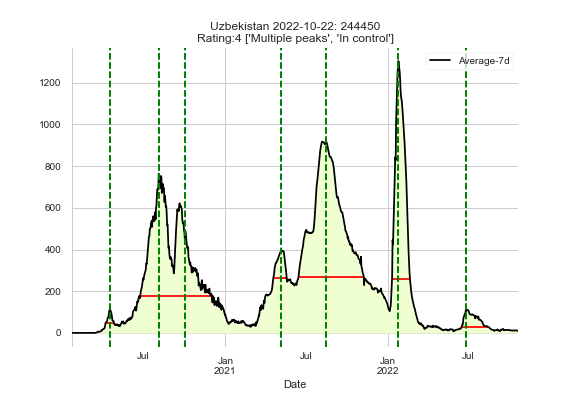 Uzbekistan 2022-10-22: 244450
Rating:4 ['Multiple peaks', 'In control']
Average-7d
1200
1000
800
600
400
200
0
Jul
Jan
2021
Jul
Jan
2022
Jul
Date